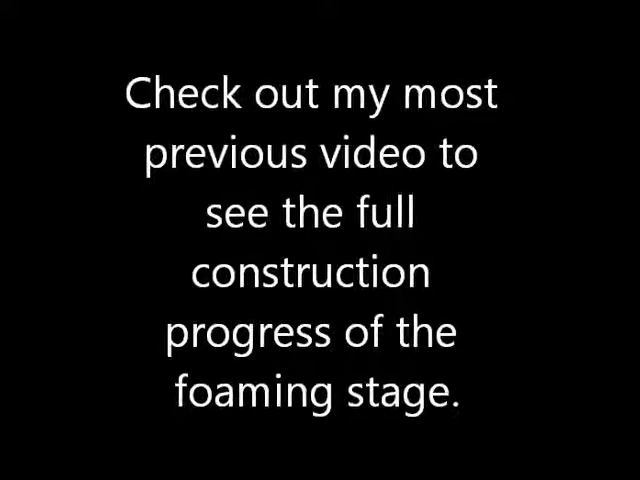 Check out my most
previous video to
see the full
construction
progress of the
foaming stage.